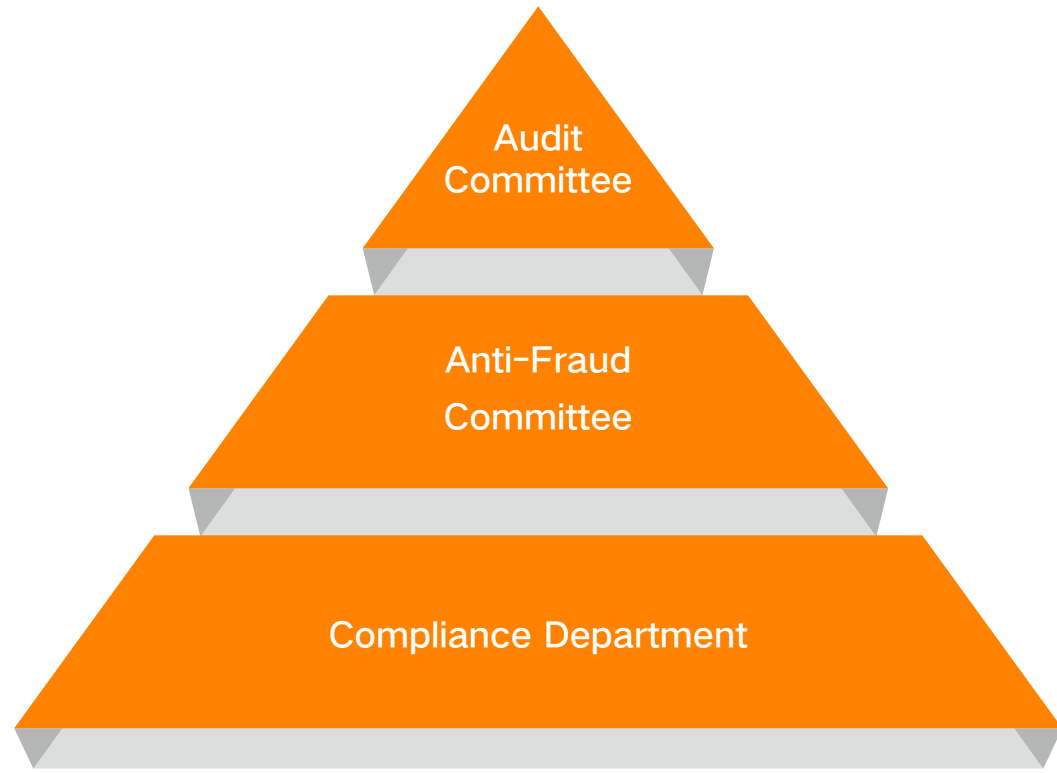 Audit
Committee
Anti-Fraud
Committee
Compliance Department